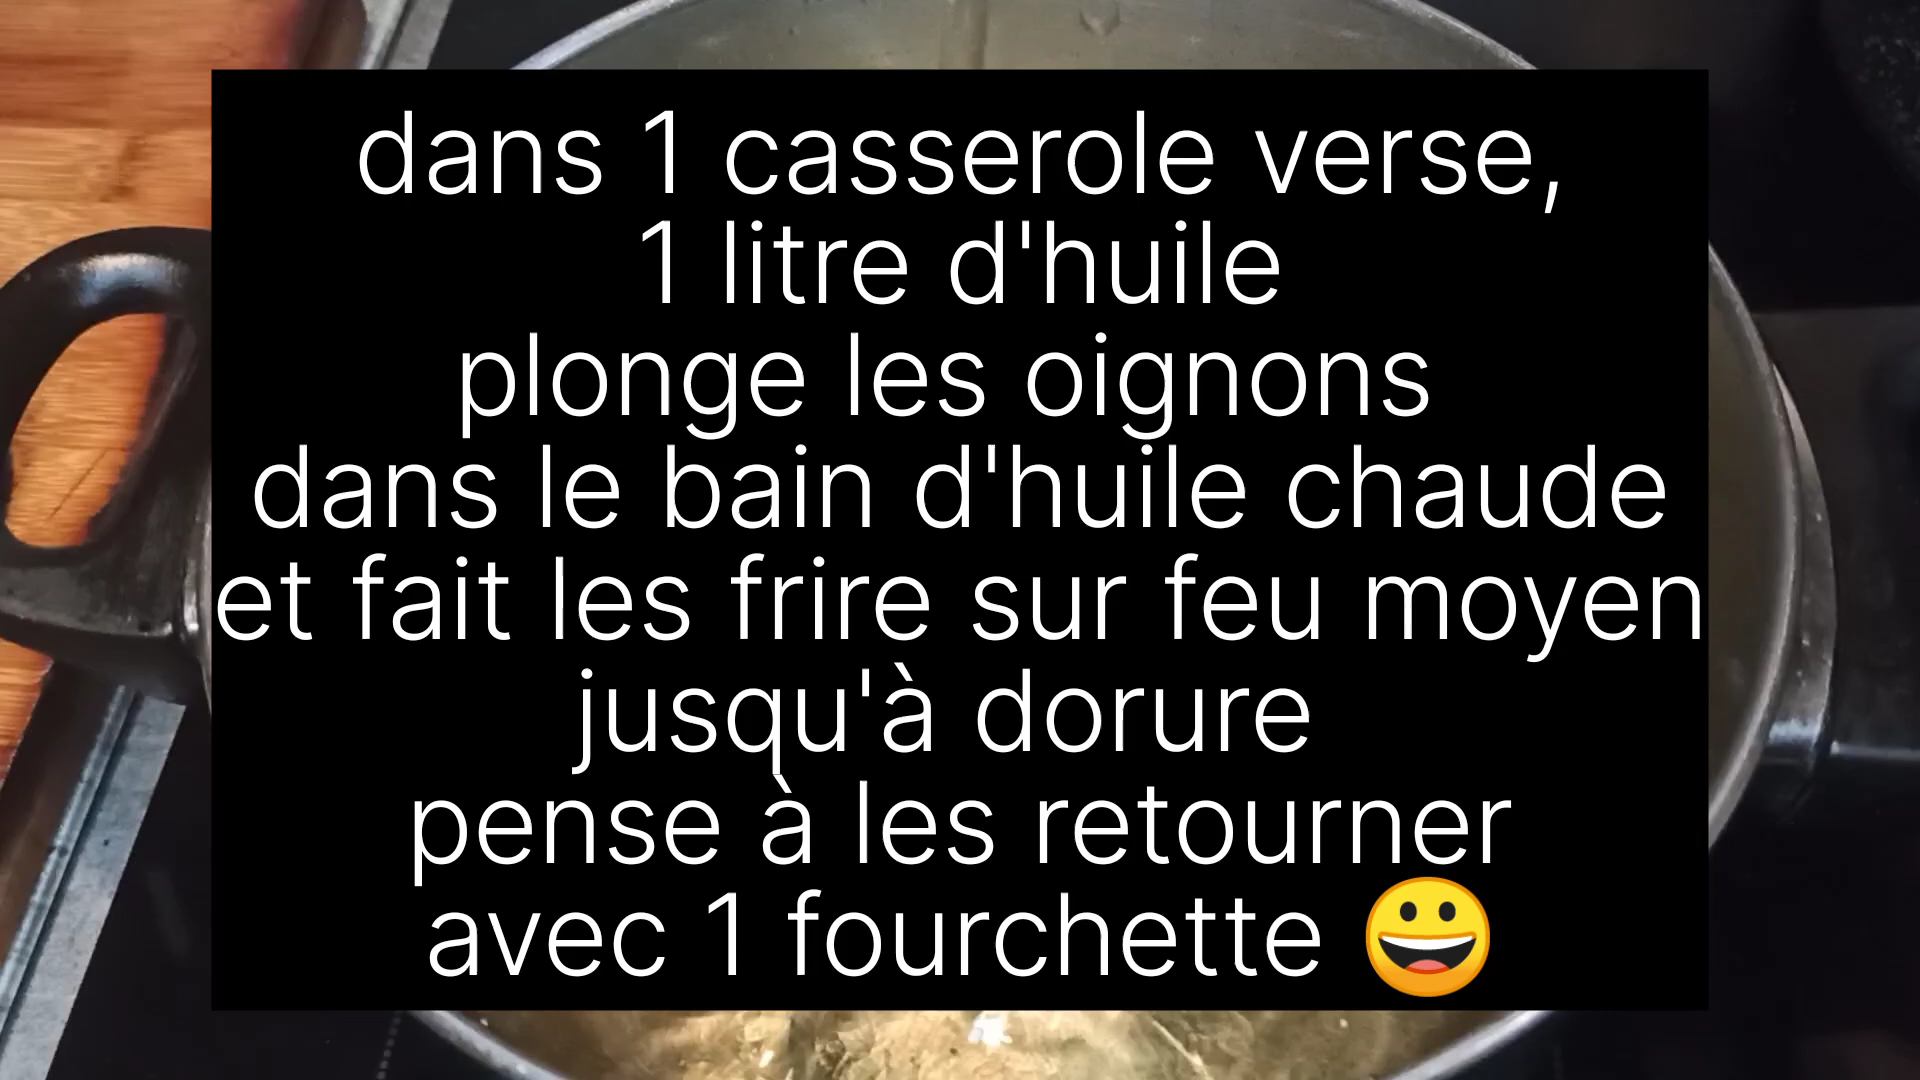 dans 1 casserole verse,
1 litre d'huile
plonge les oignons
dans le bain d'huile chaude
et fait les frire sur feu moyen
jusqu'à dorure
pense à les retourner
avec 1 fourchette 😀